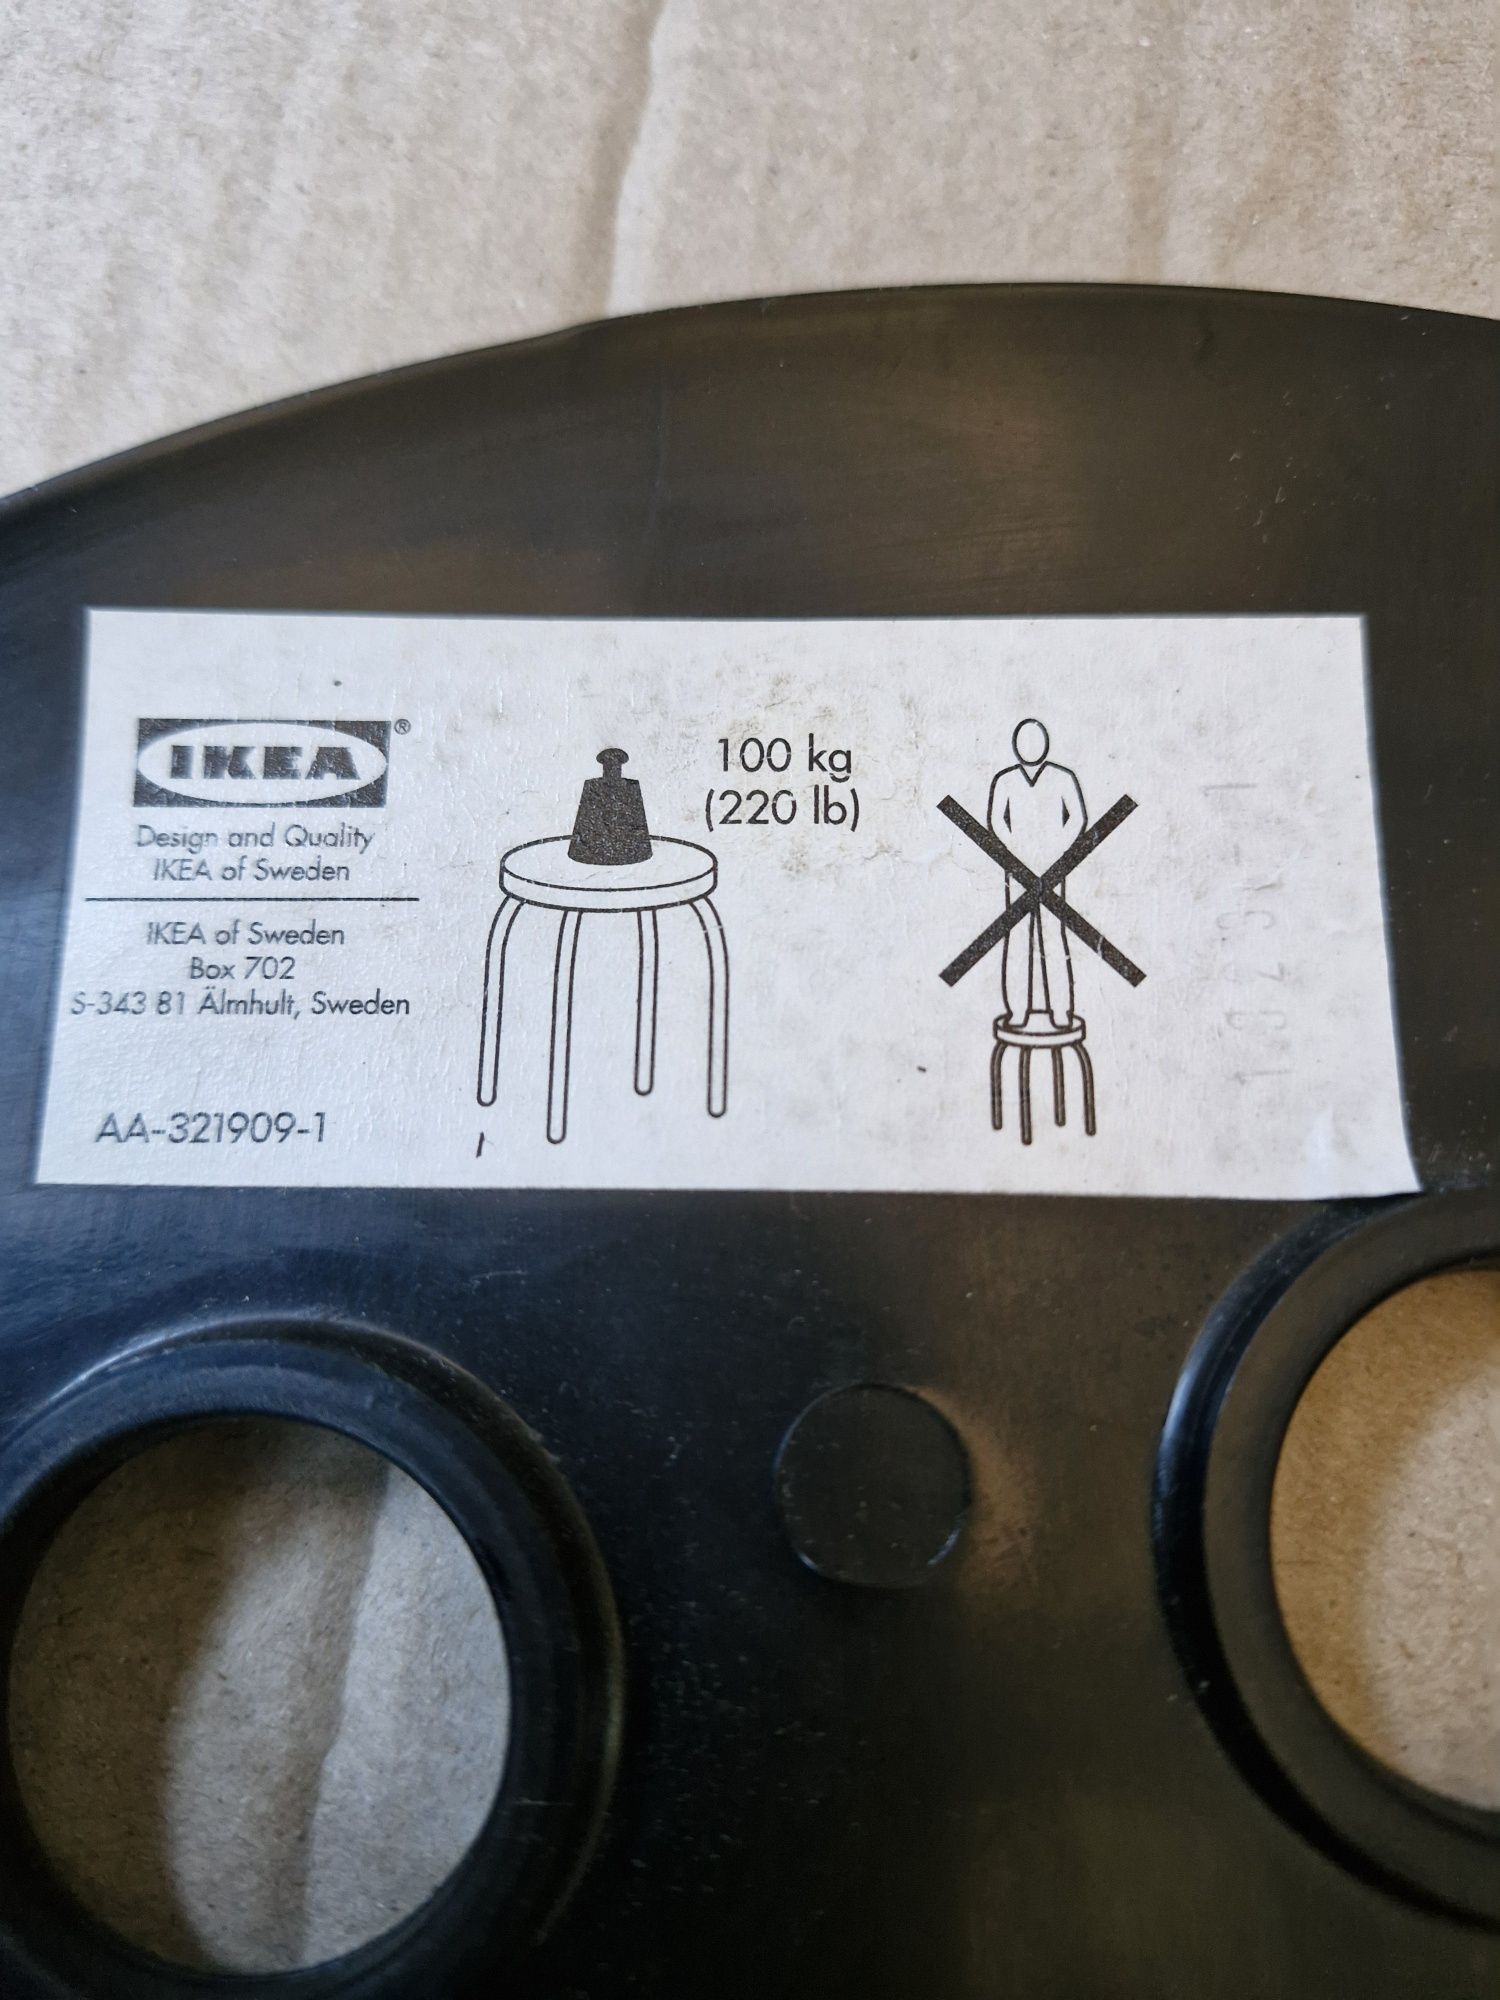 IKEA®
Design and Quality
IKEA of Sweden
IKEA of Sweden
Box 702
S-343 81 Älmhult, Sweden
AA-321909-1
100 kg
(220 lb)